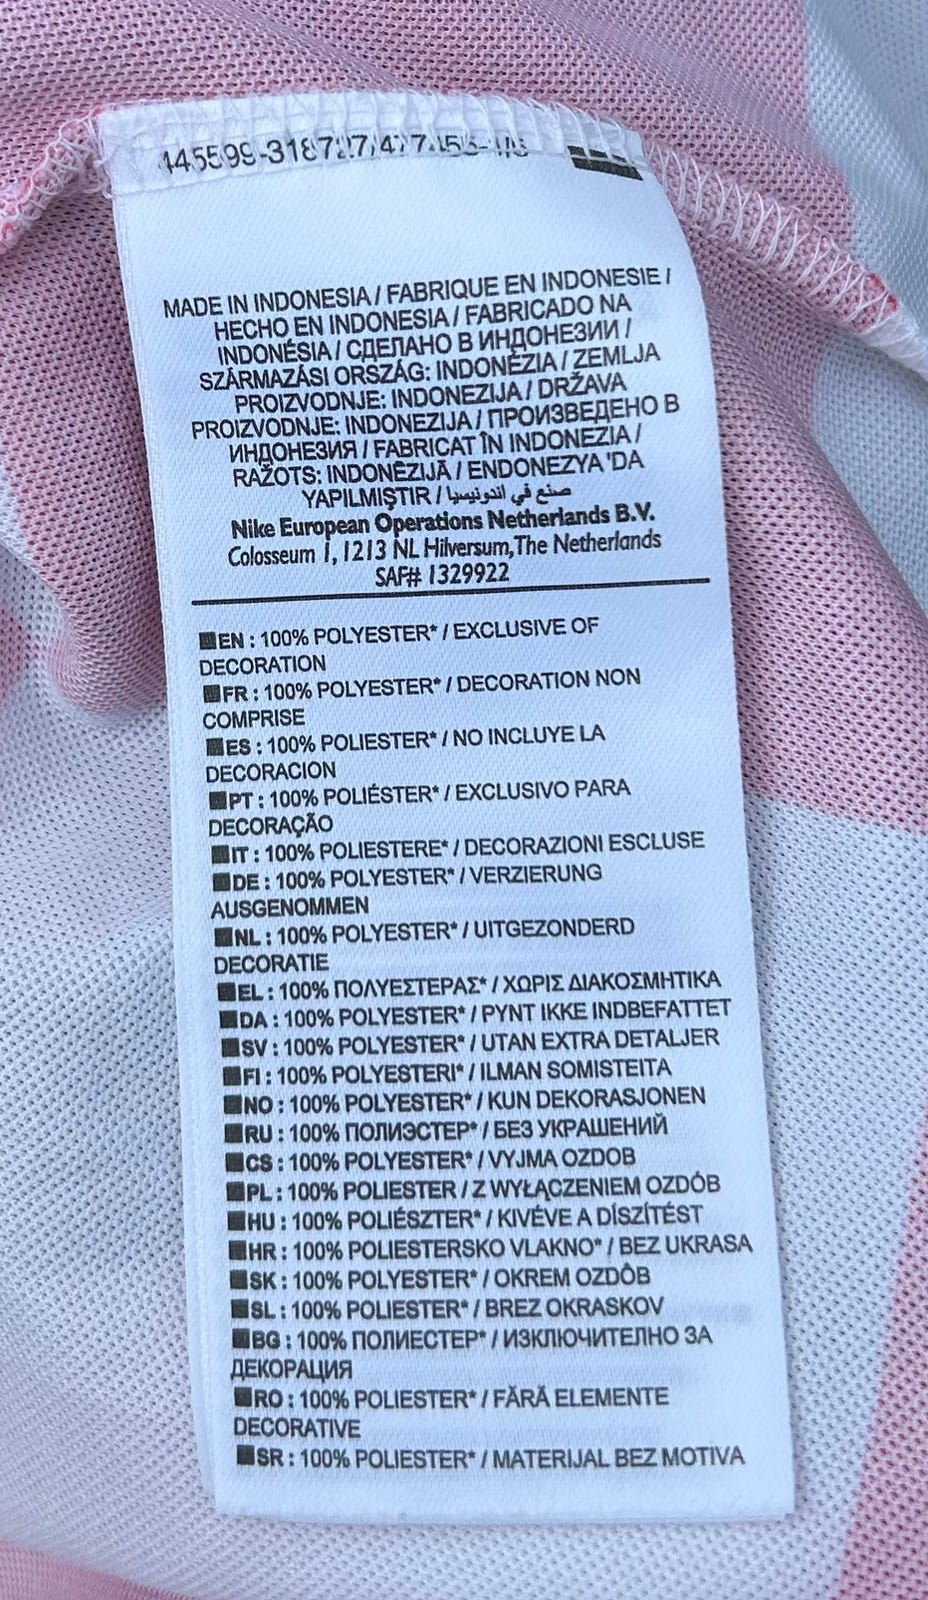 MADE IN INDONESIA / FABRIQUE EN INDONESIE /
HECHO EN INDONESIA / FABRICADO NA
INDONÉSIA / СДЕЛАНО В ИНДОНЕЗИИ /
SZÁRMAZÁSI ORSZÁG: INDONÉZIA / ZEMLJA
PROIZVODNJE: INDONEZIJA / DRŽAVA
PROIZVODNJE: INDONEZIJA / ПРОИЗВЕДЕНО В
ИНДОНЕЗИЯ / FABRICAT ÎN INDONEZIA /
RAŽOTS: INDONĒZIJĀ / ENDONEZYA 'DA
YAPILMIŞTIR / صنع في اندونيسيا
Nike European Operations Netherlands B.V.
Colosseum 1, 1213 NL Hilversum, The Netherlands
SAF# 1329922
EN : 100% POLYESTER* / EXCLUSIVE OF
DECORATION
FR : 100% POLYESTER* / DECORATION NON
COMPRISE
ES : 100% POLIESTER* / NO INCLUYE LA
DECORACION
PT : 100% POLIÉSTER* / EXCLUSIVO PARA
DECORAÇÃO
IT : 100% POLIESTERE* / DECORAZIONI ESCLUSE
DE : 100% POLYESTER* / VERZIERUNG
AUSGENOMMEN
NL : 100% POLYESTER* / UITGEZONDERD
DECORATIE
EL : 100% ΠΟΛΥΕΣΤΕΡΑΣ* / ΧΩΡΙΣ ΔΙΑΚΟΣΜΗΤΙΚΑ
DA : 100% POLYESTER* / PYNT IKKE INDBEFATTET
SV : 100% POLYESTER* / UTAN EXTRA DETALJER
FI : 100% POLYESTERI* / ILMAN SOMISTEITA
NO : 100% POLYESTER* / KUN DEKORASJONEN
RU : 100% ПОЛИЭСТЕР* / БЕЗ УКРАШЕНИЙ
CS : 100% POLYESTER* / VYJMA OZDOB
PL : 100% POLIESTER / Z WYŁĄCZENIEM OZDÓB
HU : 100% POLIÉSZTER* / KIVÉVE A DÍSZÍTÉST
HR : 100% POLIESTERSKO VLAKNO* / BEZ UKRASA
SK : 100% POLYESTER* / OKREM OZDÔB
SL : 100% POLIESTER* / BREZ OKRASKOV
BG : 100% ПОЛИЕСТЕР* / ИЗКЛЮЧИТЕЛНО ЗА
ДЕКОРАЦИЯ
RO : 100% POLIESTER* / FĂRĂ ELEMENTE
DECORATIVE
SR : 100% POLIESTER* / MATERIJAL BEZ MOTIVA